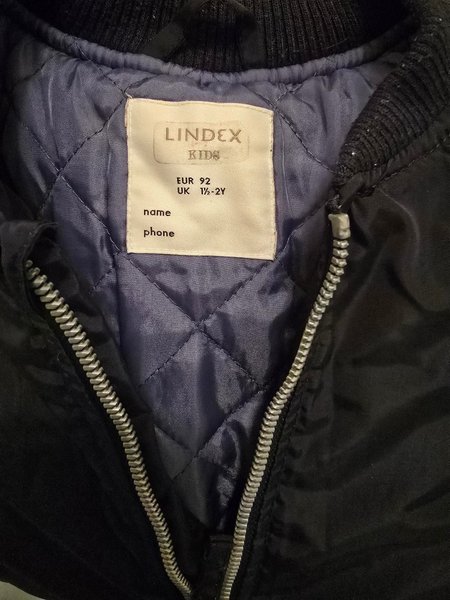 LINDEX
KIDS
EUR 92
UK 1½-2Y
name
phone